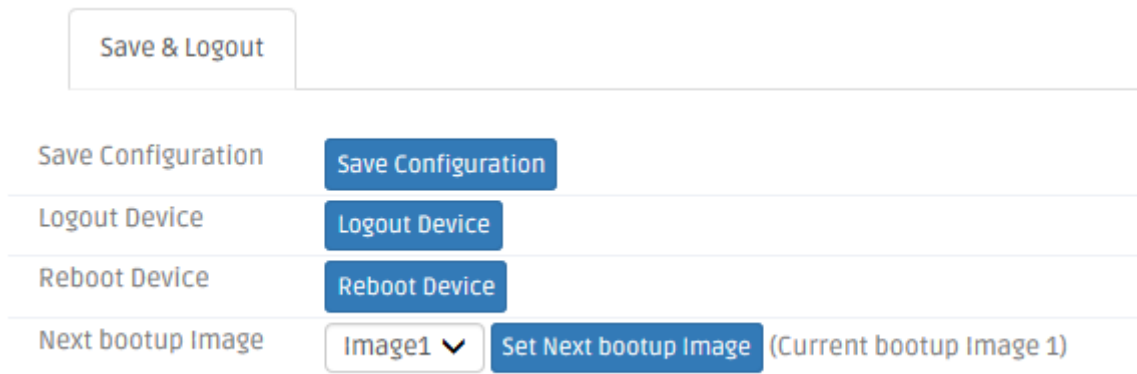 Save & Logout
Save Configuration Save Configuration
Logout Device Logout Device
Reboot Device Reboot Device
Next bootup Image Image1 Set Next bootup Image (Current bootup Image 1)